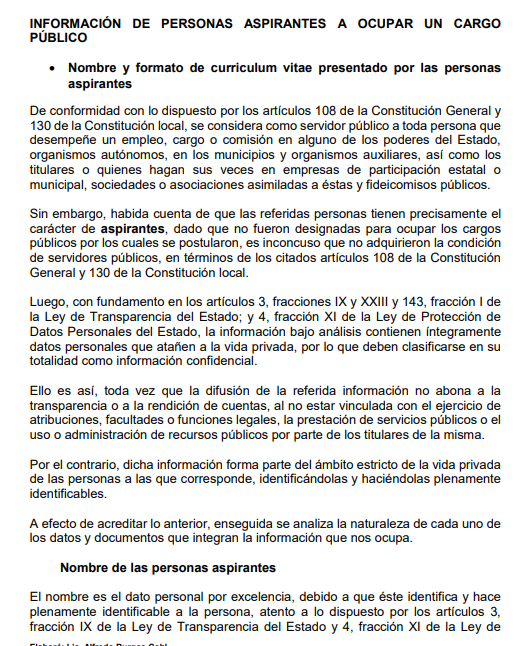 INFORMACIÓN DE PERSONAS ASPIRANTES A OCUPAR UN CARGO
PÚBLICO
• Nombre y formato de curriculum vitae presentado por las personas
aspirantes
De conformidad con lo dispuesto por los artículos 108 de la Constitución General y
130 de la Constitución local, se considera como servidor público a toda persona que
desempeñe un empleo, cargo o comisión en alguno de los poderes del Estado,
organismos autónomos, en los municipios y organismos auxiliares, así como los
titulares o quienes hagan sus veces en empresas de participación estatal o
municipal, sociedades o asociaciones asimiladas a éstas y fideicomisos públicos.
Sin embargo, habida cuenta de que las referidas personas tienen precisamente el
carácter de aspirantes, dado que no fueron designadas para ocupar los cargos
públicos por los cuales se postularon, es inconcuso que no adquirieron la condición
de servidores públicos, en términos de los citados artículos 108 de la Constitución
General y 130 de la Constitución local.
Luego, con fundamento en los artículos 3, fracciones IX y XXIII y 143, fracción I de
la Ley de Transparencia del Estado; y 4, fracción XI de la Ley de Protección de
Datos Personales del Estado, la información bajo análisis contienen íntegramente
datos personales que atañen a la vida privada, por lo que deben clasificarse en su
totalidad como información confidencial.
Ello es así, toda vez que la difusión de la referida información no abona a la
transparencia o a la rendición de cuentas, al no estar vinculada con el ejercicio de
atribuciones, facultades o funciones legales, la prestación de servicios públicos o el
uso o administración de recursos públicos por parte de los titulares de la misma.
Por el contrario, dicha información forma parte del ámbito estricto de la vida privada
de las personas a las que corresponde, identificándolas y haciéndolas plenamente
identificables.
A efecto de acreditar lo anterior, enseguida se analiza la naturaleza de cada uno de
los datos y documentos que integran la información que nos ocupa.
Nombre de las personas aspirantes
El nombre es el dato personal por excelencia, debido a que éste identifica y hace
plenamente identificable a la persona, atento a lo dispuesto por los artículos 3,
fracción IX de la Ley de Transparencia del Estado y 4, fracción XI de la Ley de